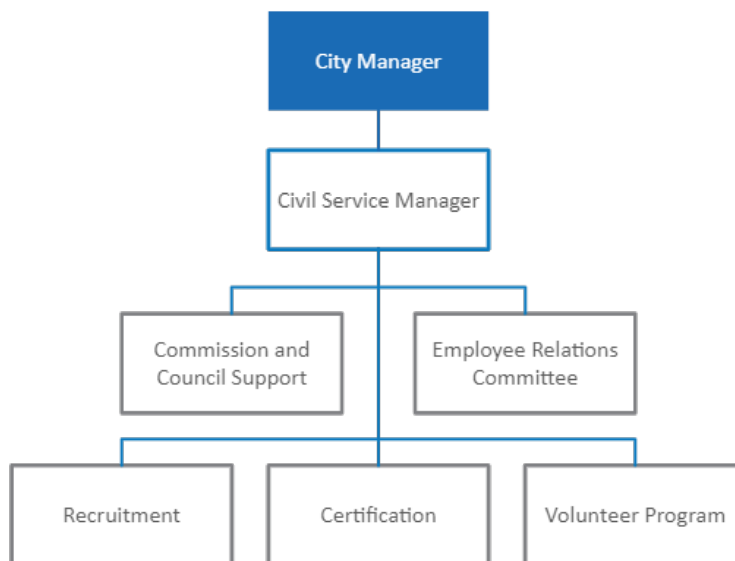 City Manager
Civil Service Manager
Commission and
Council Support
Employee Relations
Committee
Recruitment
Certification
Volunteer Program